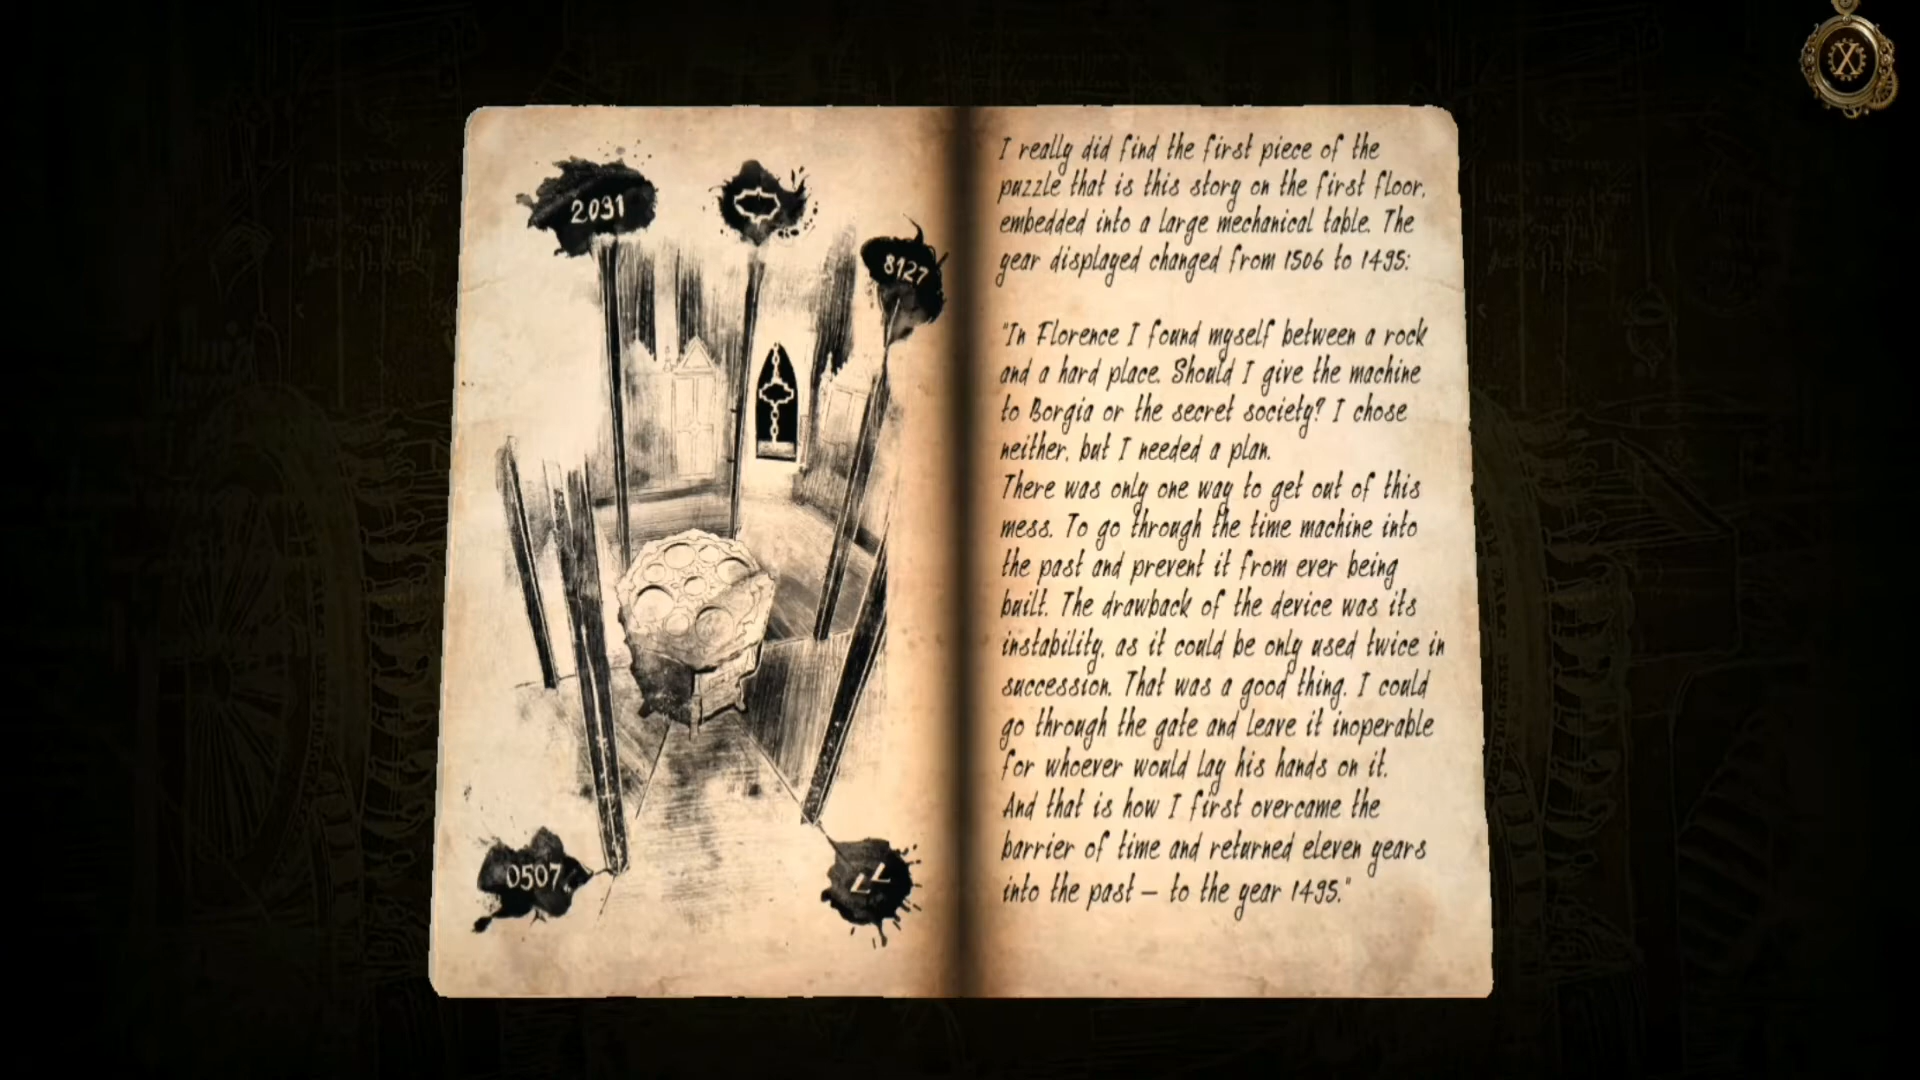 2031
8127
0507
I really did find the first piece of the
puzzle that is this story on the first floor,
embedded into a large mechanical table. The
year displayed changed from 1506 to 1495:
"In Florence I found myself between a rock
and a hard place. Should I give the machine
to Borgia or the secret society? I chose
neither, but I needed a plan.
There was only one way to get out of this
mess. To go through the time machine into
the past and prevent it from ever being
built. The drawback of the device was its
instability, as it could be only used twice in
succession. That was a good thing. I could
go through the gate and leave it inoperable
for whoever would lay his hands on it.
And that is how I first overcame the
barrier of time and returned eleven years
into the past – to the year 1495."